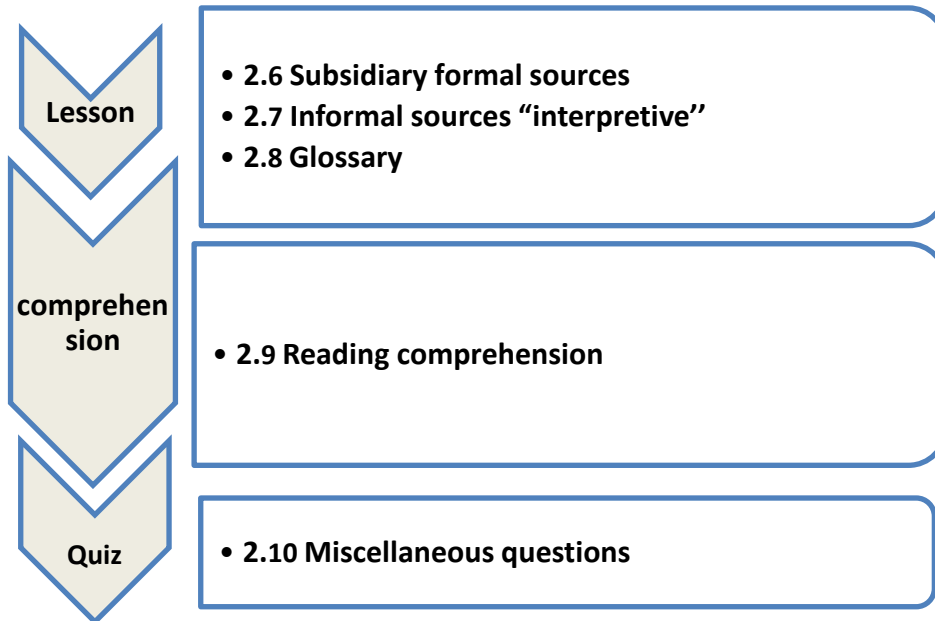 Lesson
• 2.6 Subsidiary formal sources
• 2.7 Informal sources “interpretive’’
• 2.8 Glossary
comprehen
sion
• 2.9 Reading comprehension
Quiz
• 2.10 Miscellaneous questions